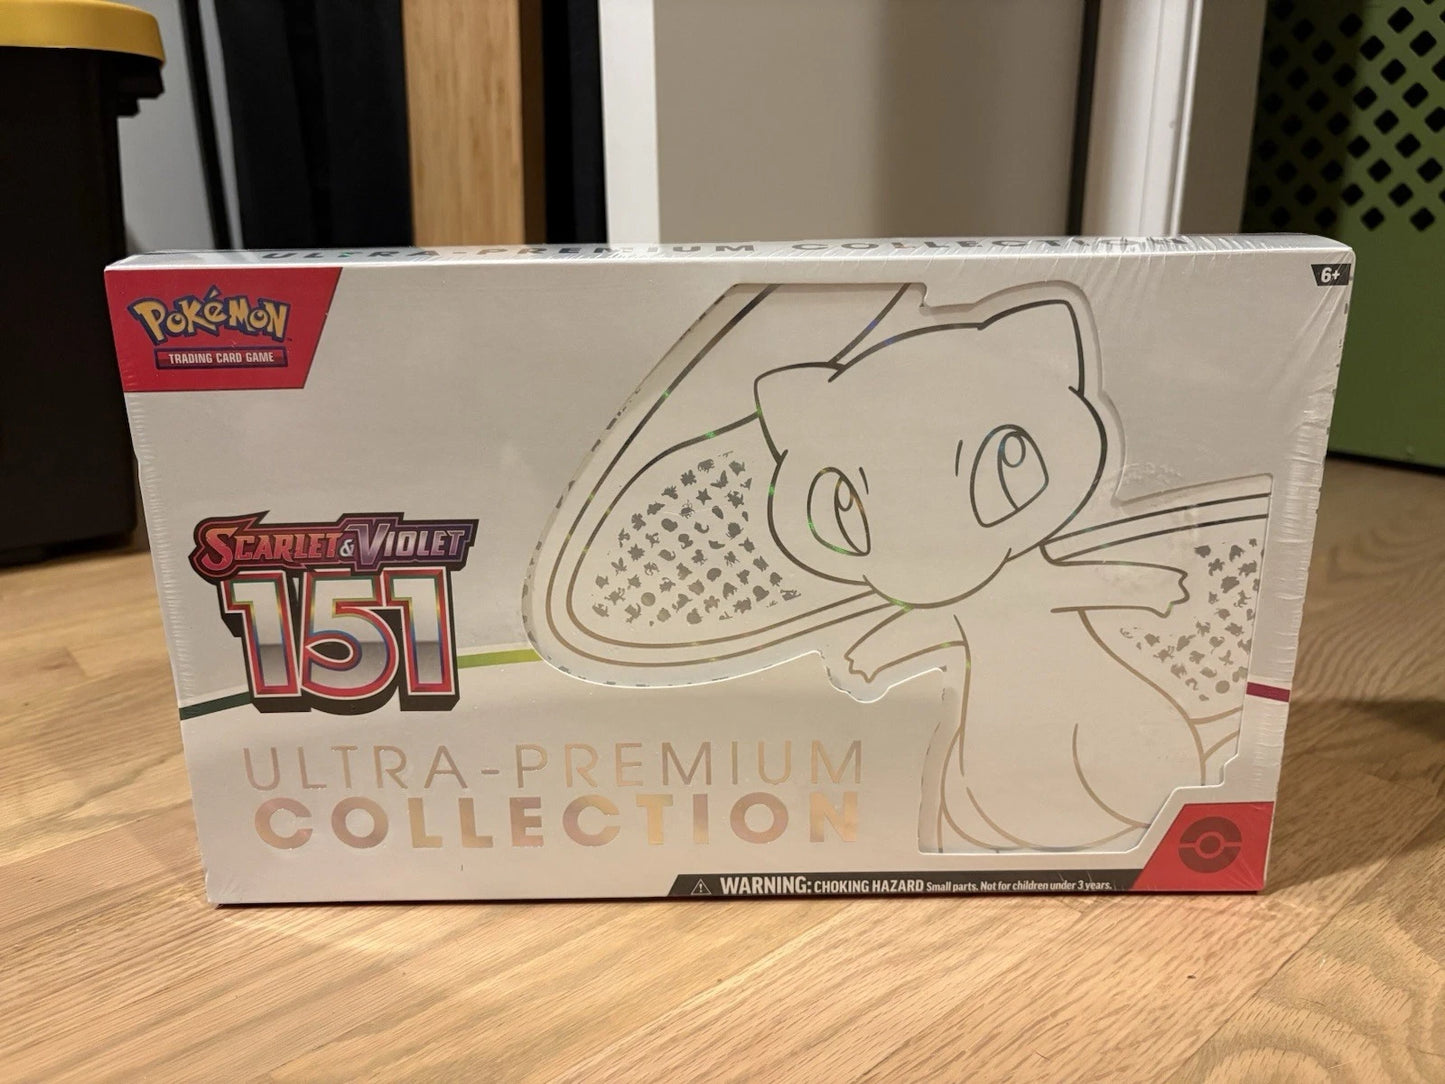 ULTRA-PREMIUM COLLECTION
6+
POKéMON
TRADING CARD GAME
SCARLET & VIOLET
151
ULTRA-PREMIUM
COLLECTION
WARNING: CHOKING HAZARD Small parts. Not for children under 3 years.